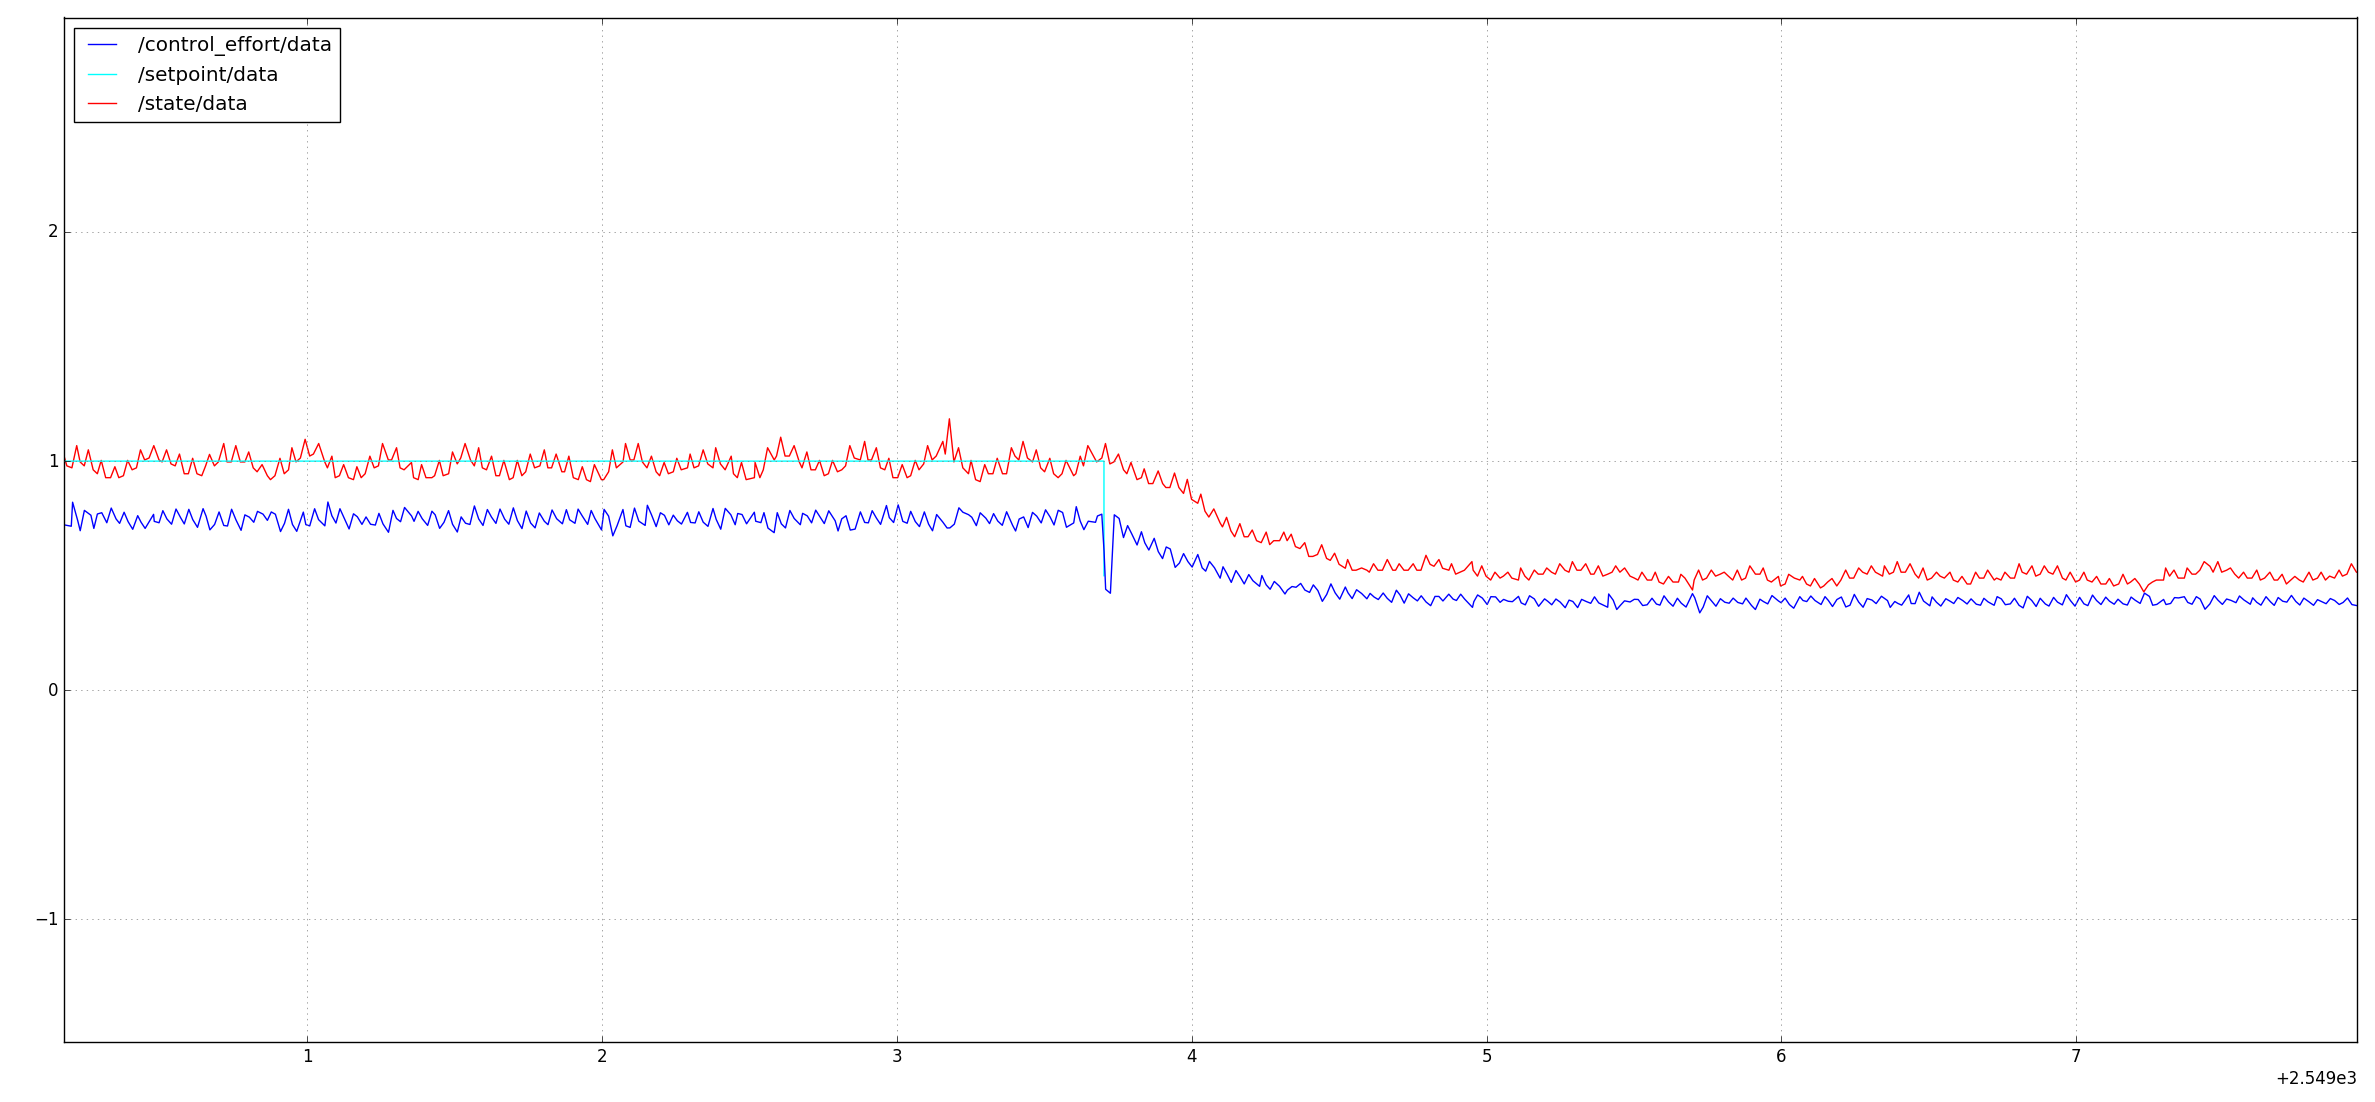 /control_effort/data
/setpoint/data
/state/data
2
1
0
−1
1 2 3 4 5 6 7
+2.549e3